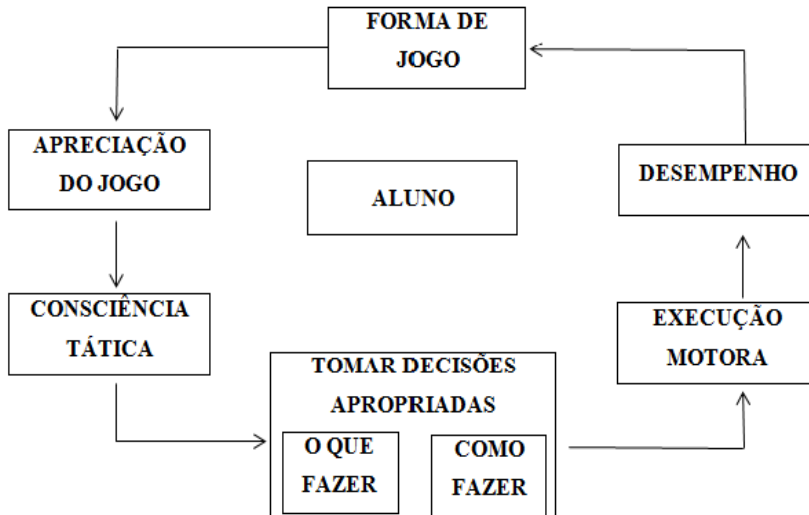 FORMA DE
JOGO
APRECIAÇÃO
DO JOGO
ALUNO
DESEMPENHO
CONSCIÊNCIA
TÁTICA
EXECUÇÃO
MOTORA
TOMAR DECISÕES
APROPRIADAS
O QUE
FAZER
COMO
FAZER